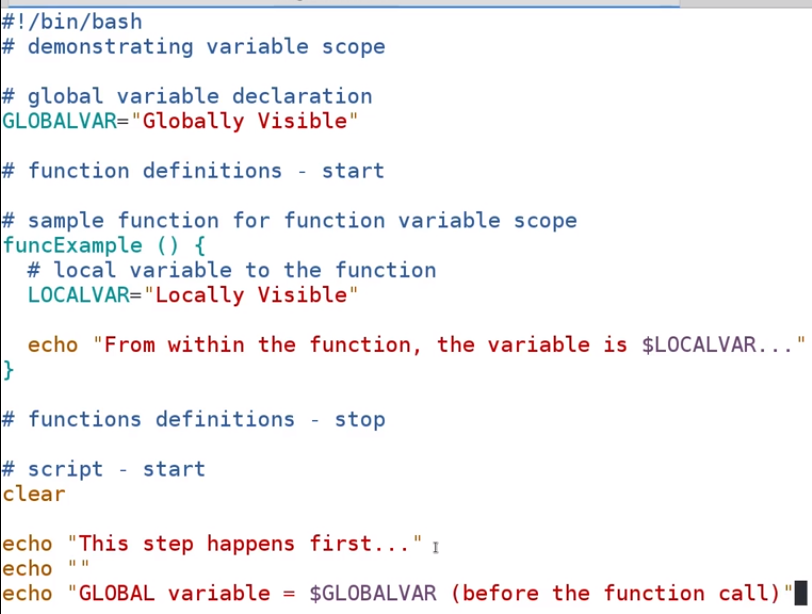 #!/bin/bash
# demonstrating variable scope
# global variable declaration
GLOBALVAR="Globally Visible"
# function definitions - start
# sample function for function variable scope
funcExample () {
  # local variable to the function
  LOCALVAR="Locally Visible"
  echo "From within the function, the variable is $LOCALVAR..."
}
# functions definitions - stop
# script - start
clear
echo "This step happens first..."
echo ""
echo "GLOBAL variable = $GLOBALVAR (before the function call)"